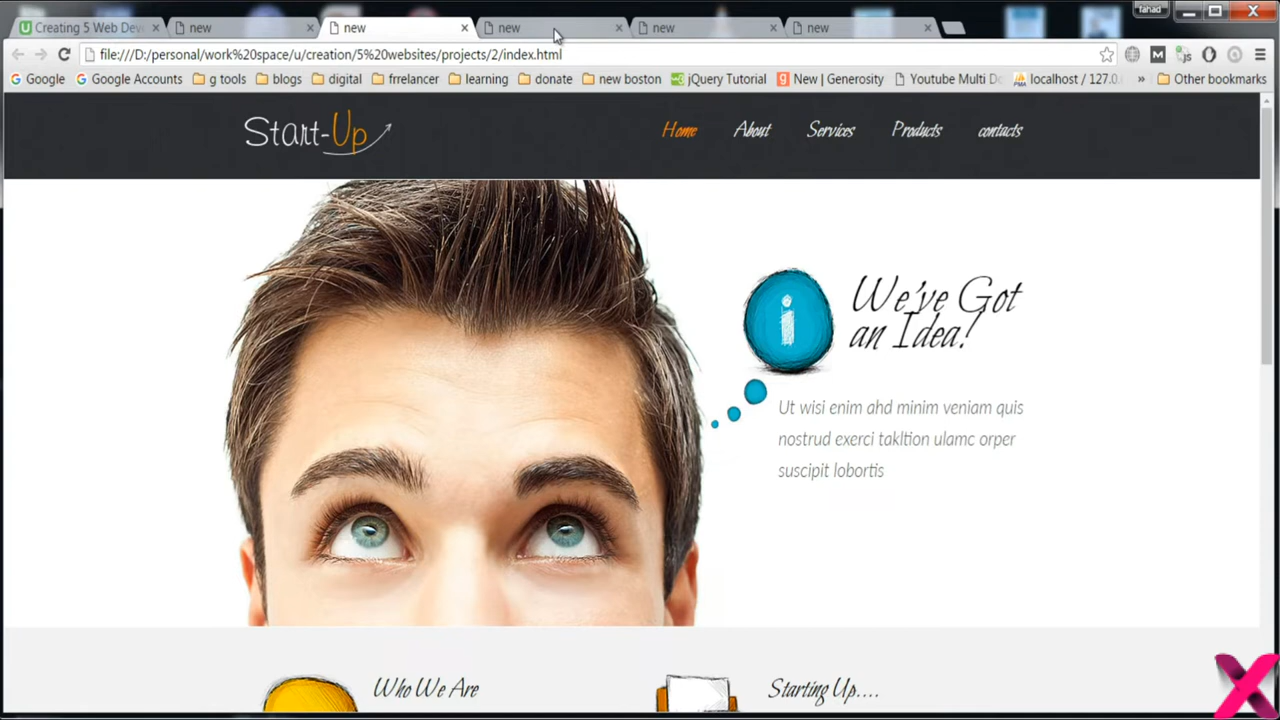 fahad
Creating 5 Web De
new
new
new
new
new
file:///D:/personal/work%20space/u/creation/5%20websites/projects/2/index.html
Google
Google Accounts
g tools
blogs
digital
frrelancer
learning
donate
new boston
jQuery Tutorial
New | Generosity
Youtube Multi D
localhost / 127.0.
»
Other bookmarks
Start-Up
Home
About
Services
Products
contacts
i
We've Got
an Idea!
Ut wisi enim ahd minim veniam quis
nostrud exerci takltion ulamc orper
suscipit lobortis
Who We Are
Starting Up....